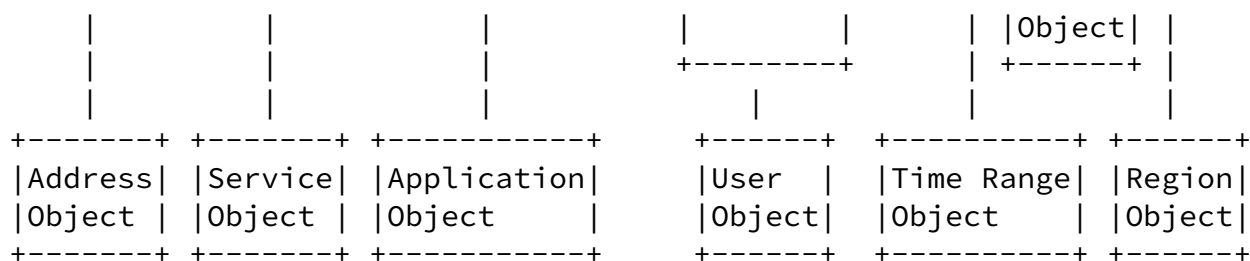 |         |           |          |        |      | |Object| |
    |         |           |          +--------+      | +------+ |
    |         |           |              |           |          |
+-------+ +-------+ +-----------+     +------+  +----------+ +------+
|Address| |Service| |Application|     |User  |  |Time Range| |Region|
|Object | |Object | |Object     |     |Object|  |Object    | |Object|
+-------+ +-------+ +-----------+     +------+  +----------+ +------+